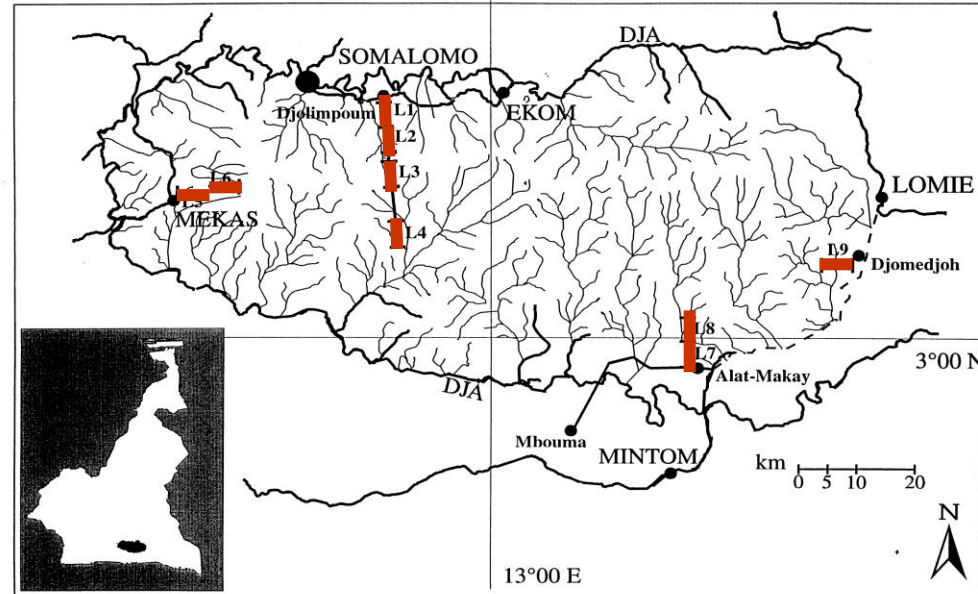 DJA
SOMALOMO
Djolimpoum
EKOM
L1
L2
L3
L4
L6
L5
MEKAS
LOMIE
L9
Djomedjoh
L8
L7
3°00 N
Alat-Makay
DJA
Mbouma
MINTOM
km
0 5 10 20
N
13°00 E